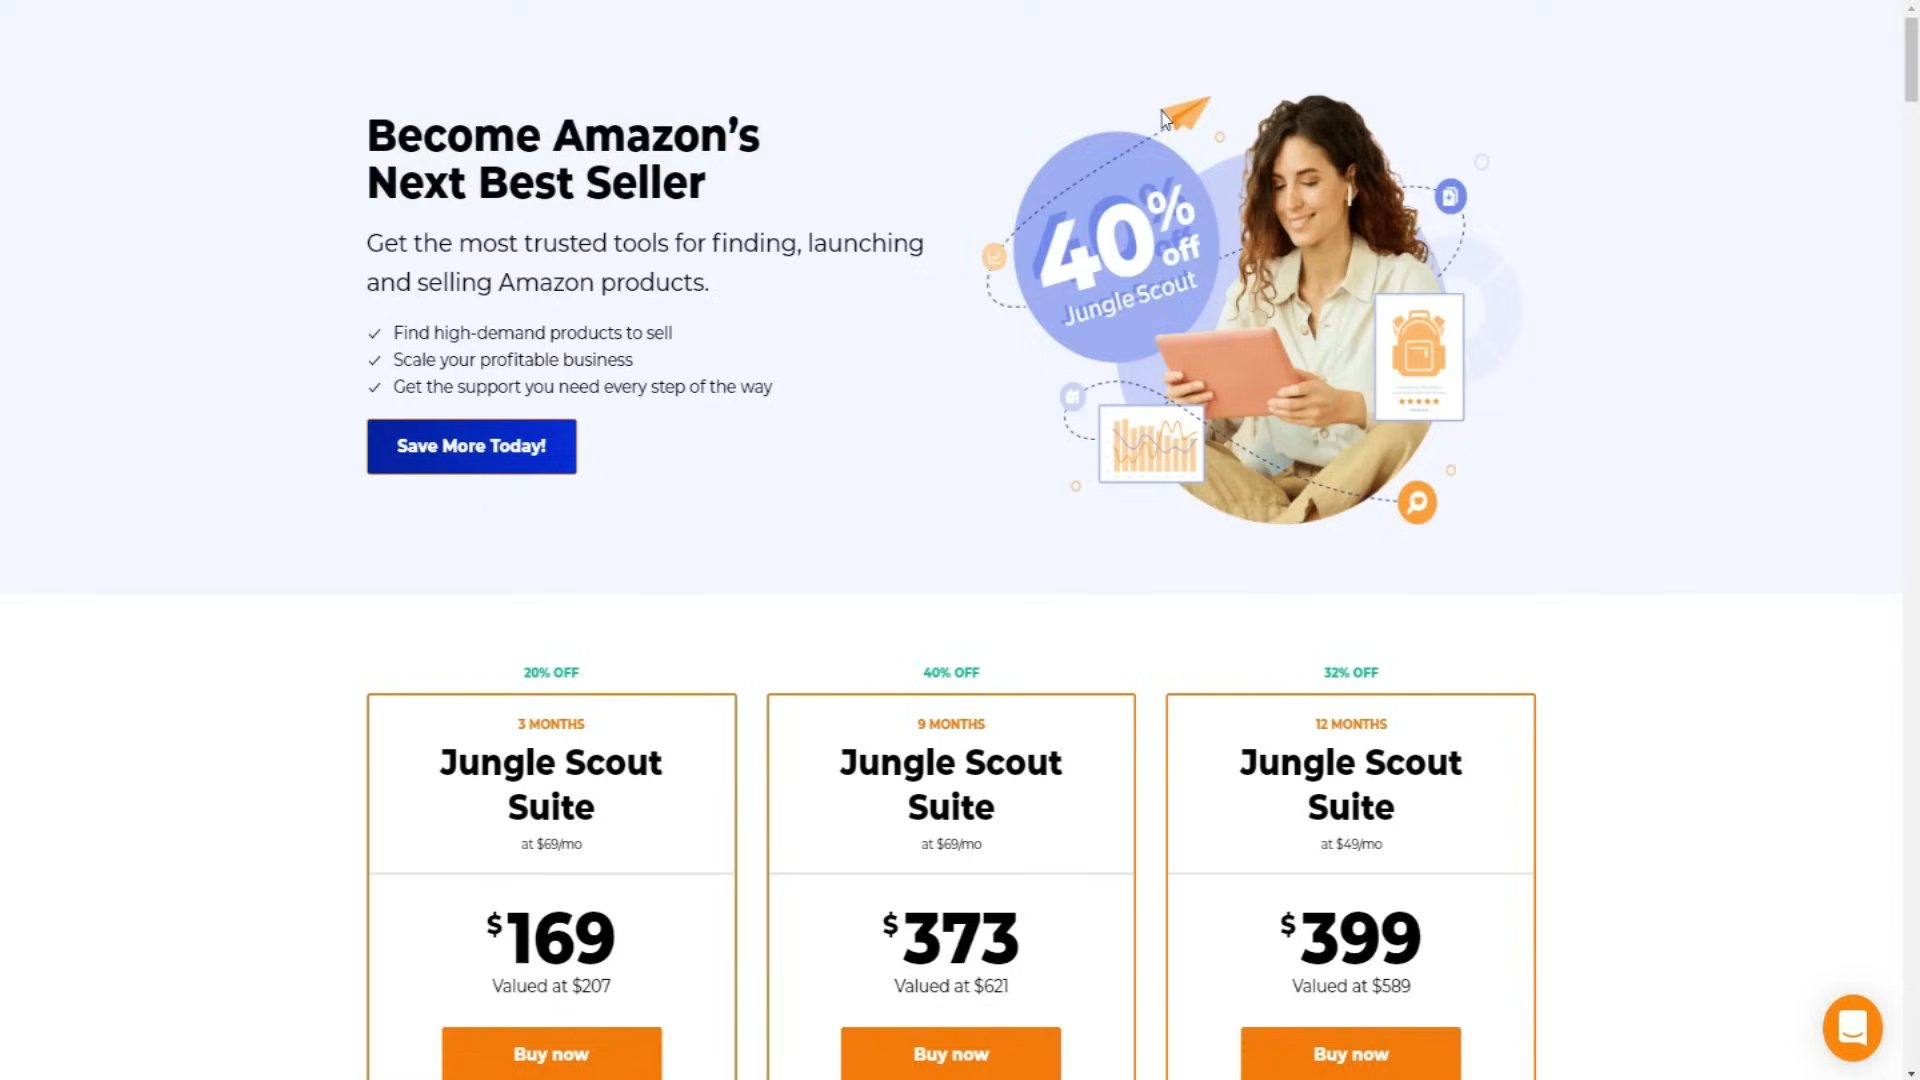 Become Amazon’s
Next Best Seller
Get the most trusted tools for finding, launching
and selling Amazon products.
Find high-demand products to sell
Scale your profitable business
Get the support you need every step of the way
Save More Today!
40%
off
Jungle Scout
20% OFF
3 MONTHS
Jungle Scout
Suite
at $69/mo
$169
Valued at $207
Buy now
40% OFF
9 MONTHS
Jungle Scout
Suite
at $69/mo
$373
Valued at $621
Buy now
32% OFF
12 MONTHS
Jungle Scout
Suite
at $49/mo
$399
Valued at $589
Buy now